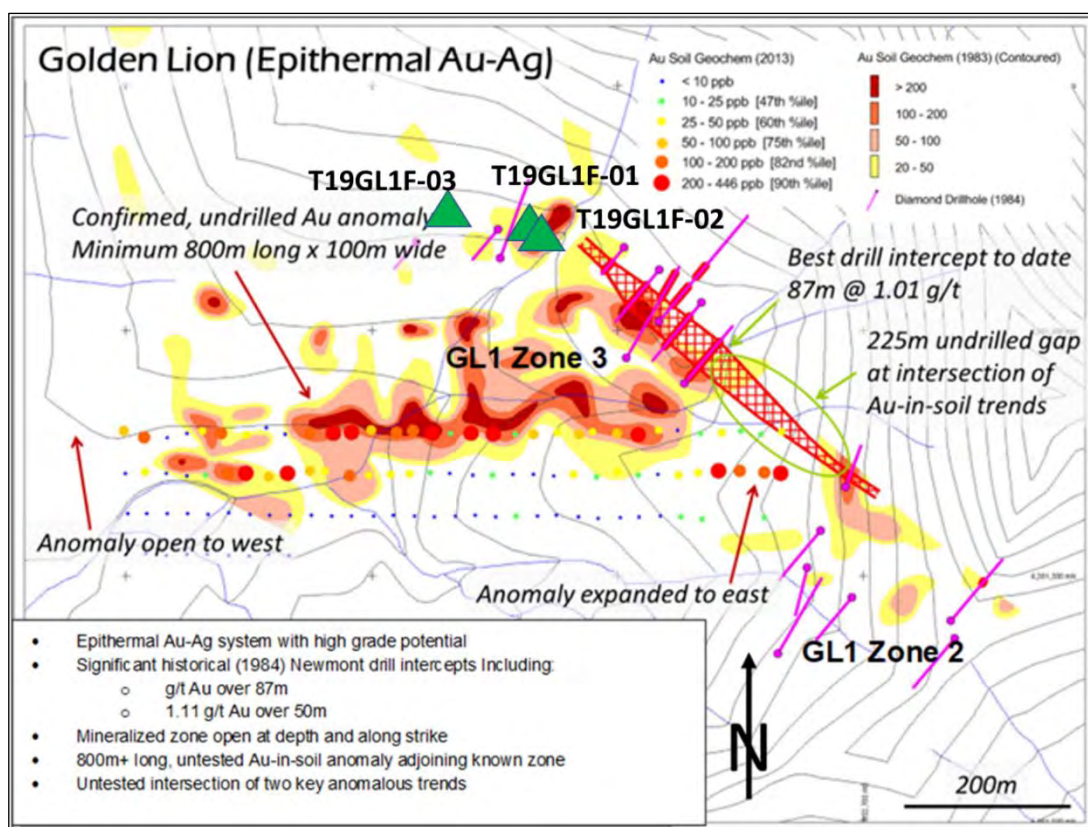 Golden Lion (Epithermal Au-Ag)
Au Soil Geochem (2013)
< 10 ppb
10 - 25 ppb [47th %ile]
25 - 50 ppb [60th %ile]
50 - 100 ppb [75th %ile]
100 - 200 ppb [82nd %ile]
200 - 446 ppb [90th %ile]
Au Soil Geochem (1983) (Contoured)
> 200
100 - 200
50 - 100
20 - 50
Diamond Drillhole (1984)
T19GL1F-03
T19GL1F-01
T19GL1F-02
Confirmed, undrilled Au anomaly
Minimum 800m long x 100m wide
Best drill intercept to date
87m @ 1.01 g/t
225m undrilled gap
at intersection of
Au-in-soil trends
GL1 Zone 3
Anomaly open to west
Anomaly expanded to east
GL1 Zone 2
• Epithermal Au-Ag system with high grade potential
• Significant historical (1984) Newmont drill intercepts Including:
o g/t Au over 87m
o 1.11 g/t Au over 50m
• Mineralized zone open at depth and along strike
• 800m+ long, untested Au-in-soil anomaly adjoining known zone
• Untested intersection of two key anomalous trends
N
200m